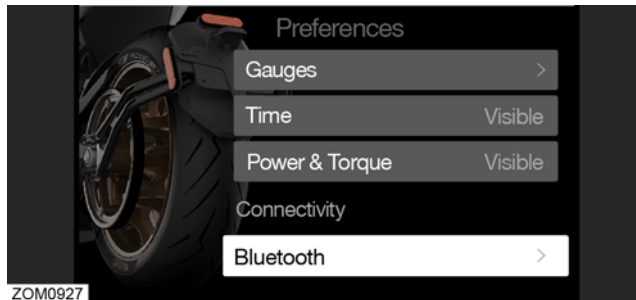 Preferences
Gauges >
Time Visible
Power & Torque Visible
Connectivity
Bluetooth >
ZOM0927